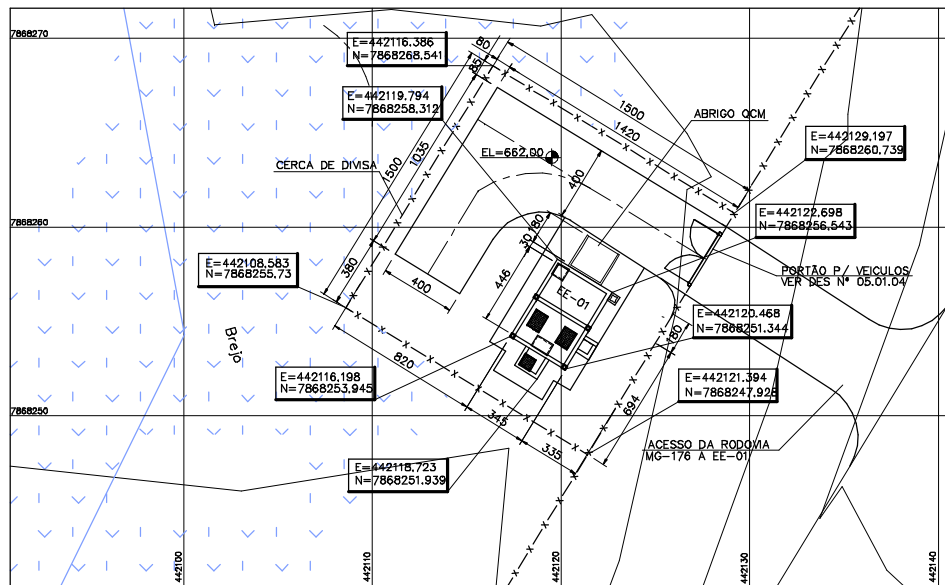 7868270
80
E=442116.386
N=7868268.541
85
E=442119.794
N=7868258.312
1500
1420
ABRIGO QCM
E=442129.197
N=7868260.739
EL=662,00
1035
1500
CERCA DE DIVISA
400
7868260
E=442122.698
N=7868256.543
180
30
E=442108.583
N=7868255.73
380
400
446
EE-01
PORTÃO P/ VEICULOS
VER DES Nº 05.01.04
E=442120.468
N=7868251.344
Brejo
180
820
E=442116.198
N=7868253.945
E=442121.394
N=7868247.928
694
7868250
345
335
ACESSO DA RODOVIA
MG-176 A EE-01
E=442118.723
N=7868251.939
442100
442110
442120
442130
442140